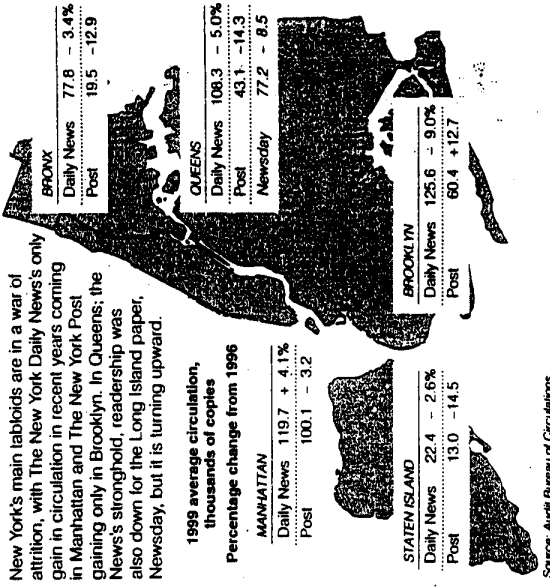 New York's main tabloids are in a war of
attrition, with The New York Daily News's only
gain in circulation in recent years coming
in Manhattan and The New York Post
gaining only in Brooklyn. In Queens; the
News's stronghold, readership was
also down for the Long Island paper,
Newsday, but it is turning upward.
1999 average circulation,
thousands of copies
Percentage change from 1996
MANHATTAN
Daily News 119.7 + 4.1%
Post 100.1 - 3.2
BRONX
Daily News 77.8 - 3.4%
Post 19.5 -12.9
QUEENS
Daily News 108.3 - 5.0%
Post 43.1 -14.3
Newsday 77.2 - 8.5
STATEN ISLAND
Daily News 22.4 - 2.6%
Post 13.0 -14.5
BROOKLYN
Daily News 125.6 - 9.0%
Post 60.4 +12.7
Source: Audit Bureau of Circulations